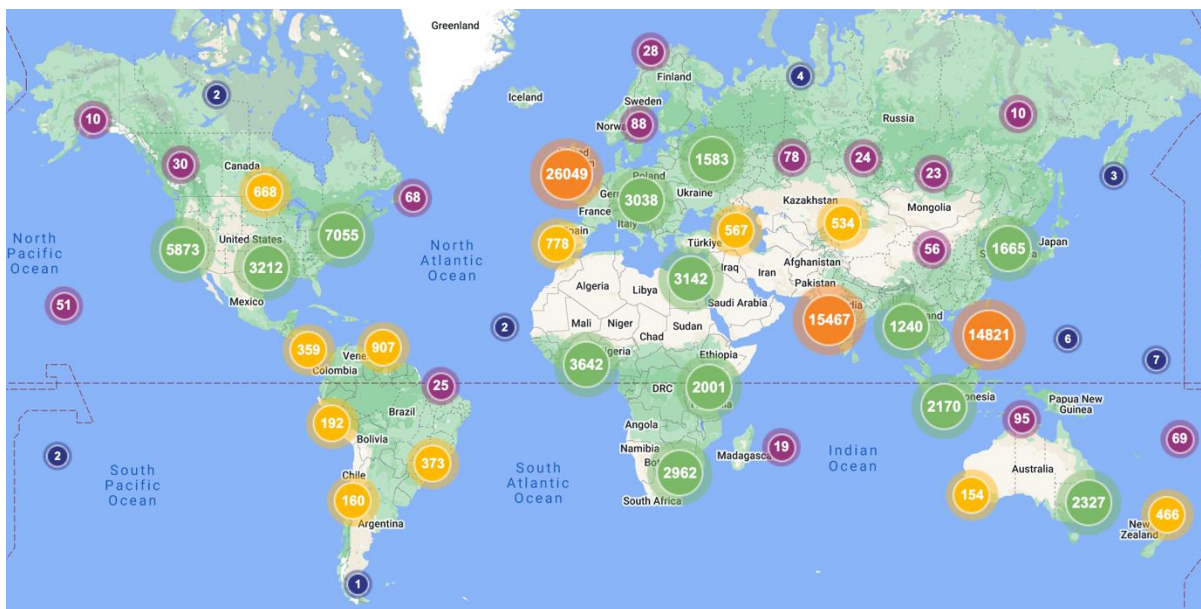 Greenland
28
4
2
Finland
Iceland
10
Sweden
10
Russia
88
Norway
1583
78
24
30
Canada
26049
Poland
23
3
668
68
Ger
3038
Ukraine
Kazakhstan
Mongolia
France
7055
North
Pacific
Ocean
5873
United States
North
Atlantic
Ocean
Italy
778
567
534
56
1665
Japan
Türkiye
3212
Afghanistan
Iraq
Iran
3142
Algeria
Libya
Pakistan
Mexico
51
Saudi Arabia
15467
1240
14821
2
Mali
Niger
Chad
Sudan
6
359
907
Colombia
3642
Ethiopia
7
25
DRC
2001
2170
Papua New
Guinea
Brazil
192
95
Angola
69
Bolivia
2
373
Namibia
2962
19
Madagascar
Indian
Ocean
South
Pacific
Ocean
South
Atlantic
Ocean
Australia
Chile
160
South Africa
154
2327
466
Argentina
New
Zealand
1